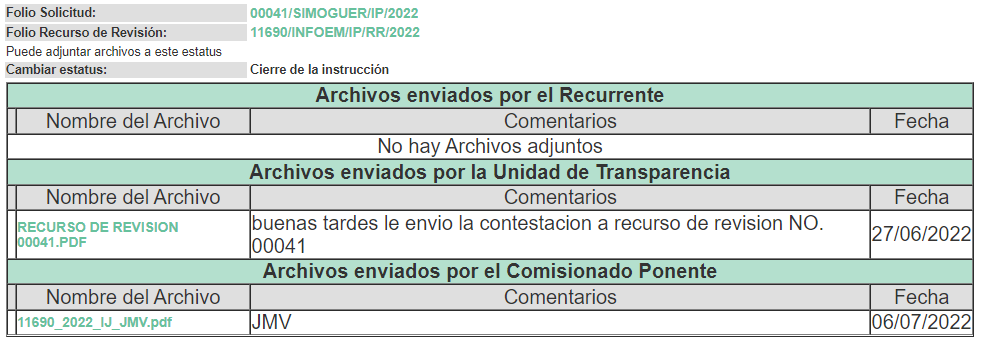 Folio Solicitud: 00041/SIMOGUER/IP/2022
Folio Recurso de Revisión: 11690/INFOEM/IP/RR/2022
Puede adjuntar archivos a este estatus
Cambiar estatus: Cierre de la instrucción
Archivos enviados por el Recurrente
Nombre del Archivo Comentarios Fecha
No hay Archivos adjuntos
Archivos enviados por la Unidad de Transparencia
Nombre del Archivo Comentarios Fecha
RECURSO DE REVISION
00041.PDF
buenas tardes le envio la contestacion a recurso de revision NO.
00041
27/06/2022
Archivos enviados por el Comisionado Ponente
Nombre del Archivo Comentarios Fecha
11690_2022_IJ_JMV.pdf JMV 06/07/2022